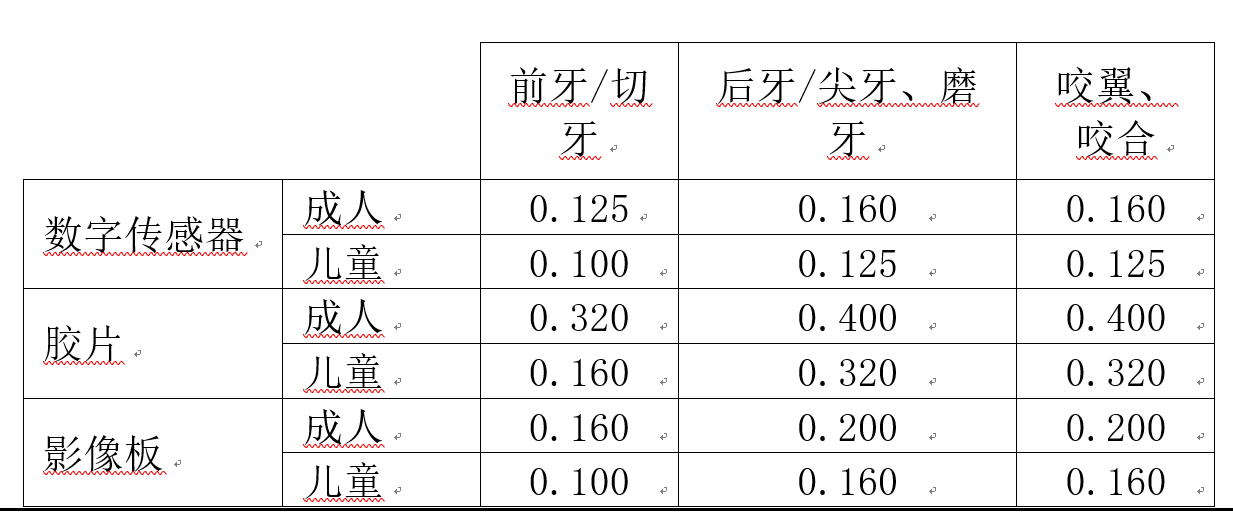 前牙/切
牙
后牙/尖牙、磨
牙
咬翼、
咬合
数字传感器
成人 0.125 0.160 0.160
儿童 0.100 0.125 0.125
胶片
成人 0.320 0.400 0.400
儿童 0.160 0.320 0.320
影像板
成人 0.160 0.200 0.200
儿童 0.100 0.160 0.160